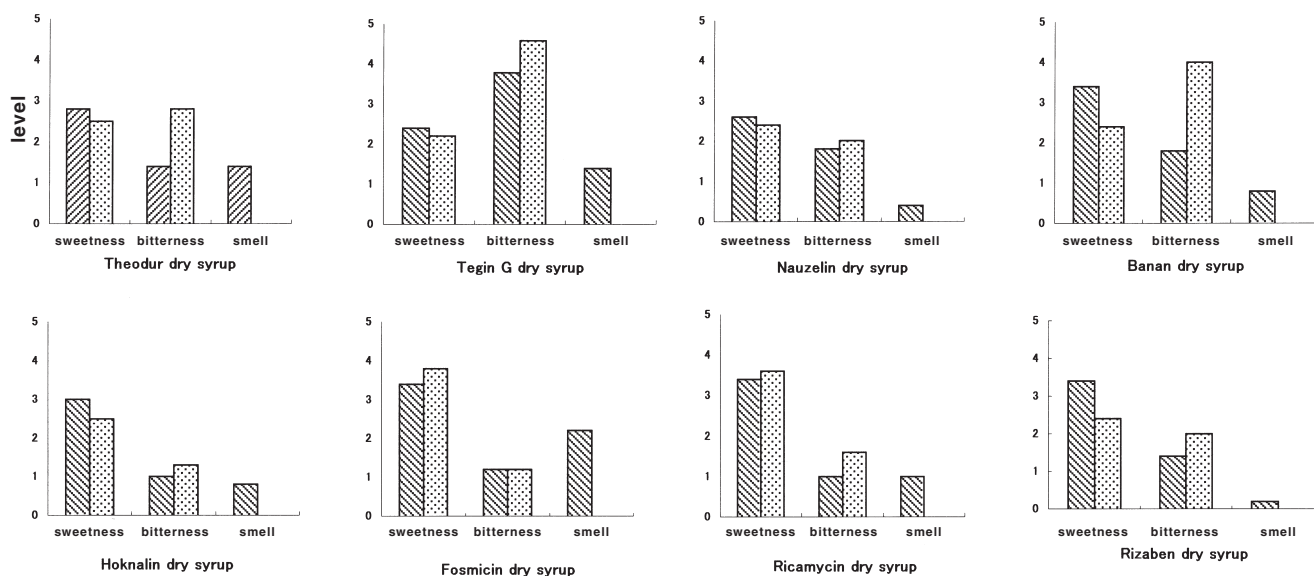 level
5
4
3
2
1
0
sweetness bitterness smell
Theodur dry syrup
5
4
3
2
1
0
sweetness bitterness smell
Tegin G dry syrup
5
4
3
2
1
0
sweetness bitterness smell
Nauzelin dry syrup
5
4
3
2
1
0
sweetness bitterness smell
Banan dry syrup
5
4
3
2
1
0
sweetness bitterness smell
Hoknalin dry syrup
5
4
3
2
1
0
sweetness bitterness smell
Fosmicin dry syrup
5
4
3
2
1
0
sweetness bitterness smell
Ricamycin dry syrup
5
4
3
2
1
0
sweetness bitterness smell
Rizaben dry syrup